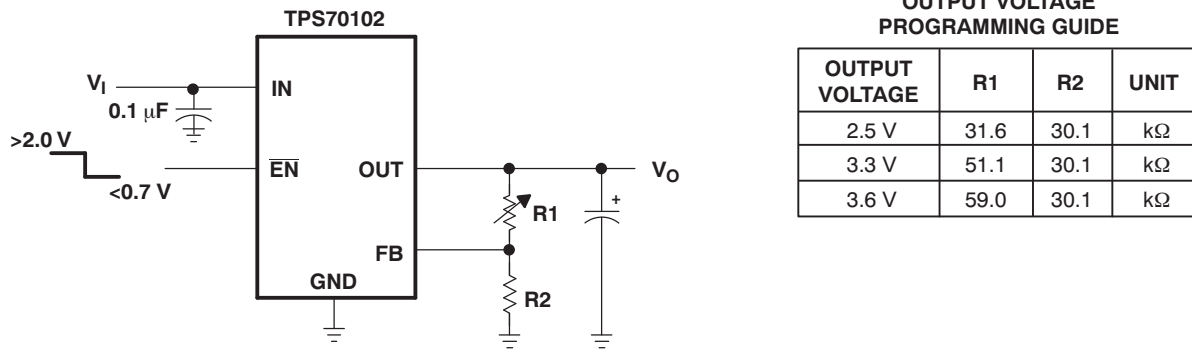 TPS70102
V_I
IN
0.1 μF
>2.0 V
<0.7 V
E̅N̅
OUT
V_O
R1
+
FB
GND
R2
OUTPUT VOLTAGE
PROGRAMMING GUIDE
OUTPUT VOLTAGE R1 R2 UNIT
2.5 V 31.6 30.1 kΩ
3.3 V 51.1 30.1 kΩ
3.6 V 59.0 30.1 kΩ